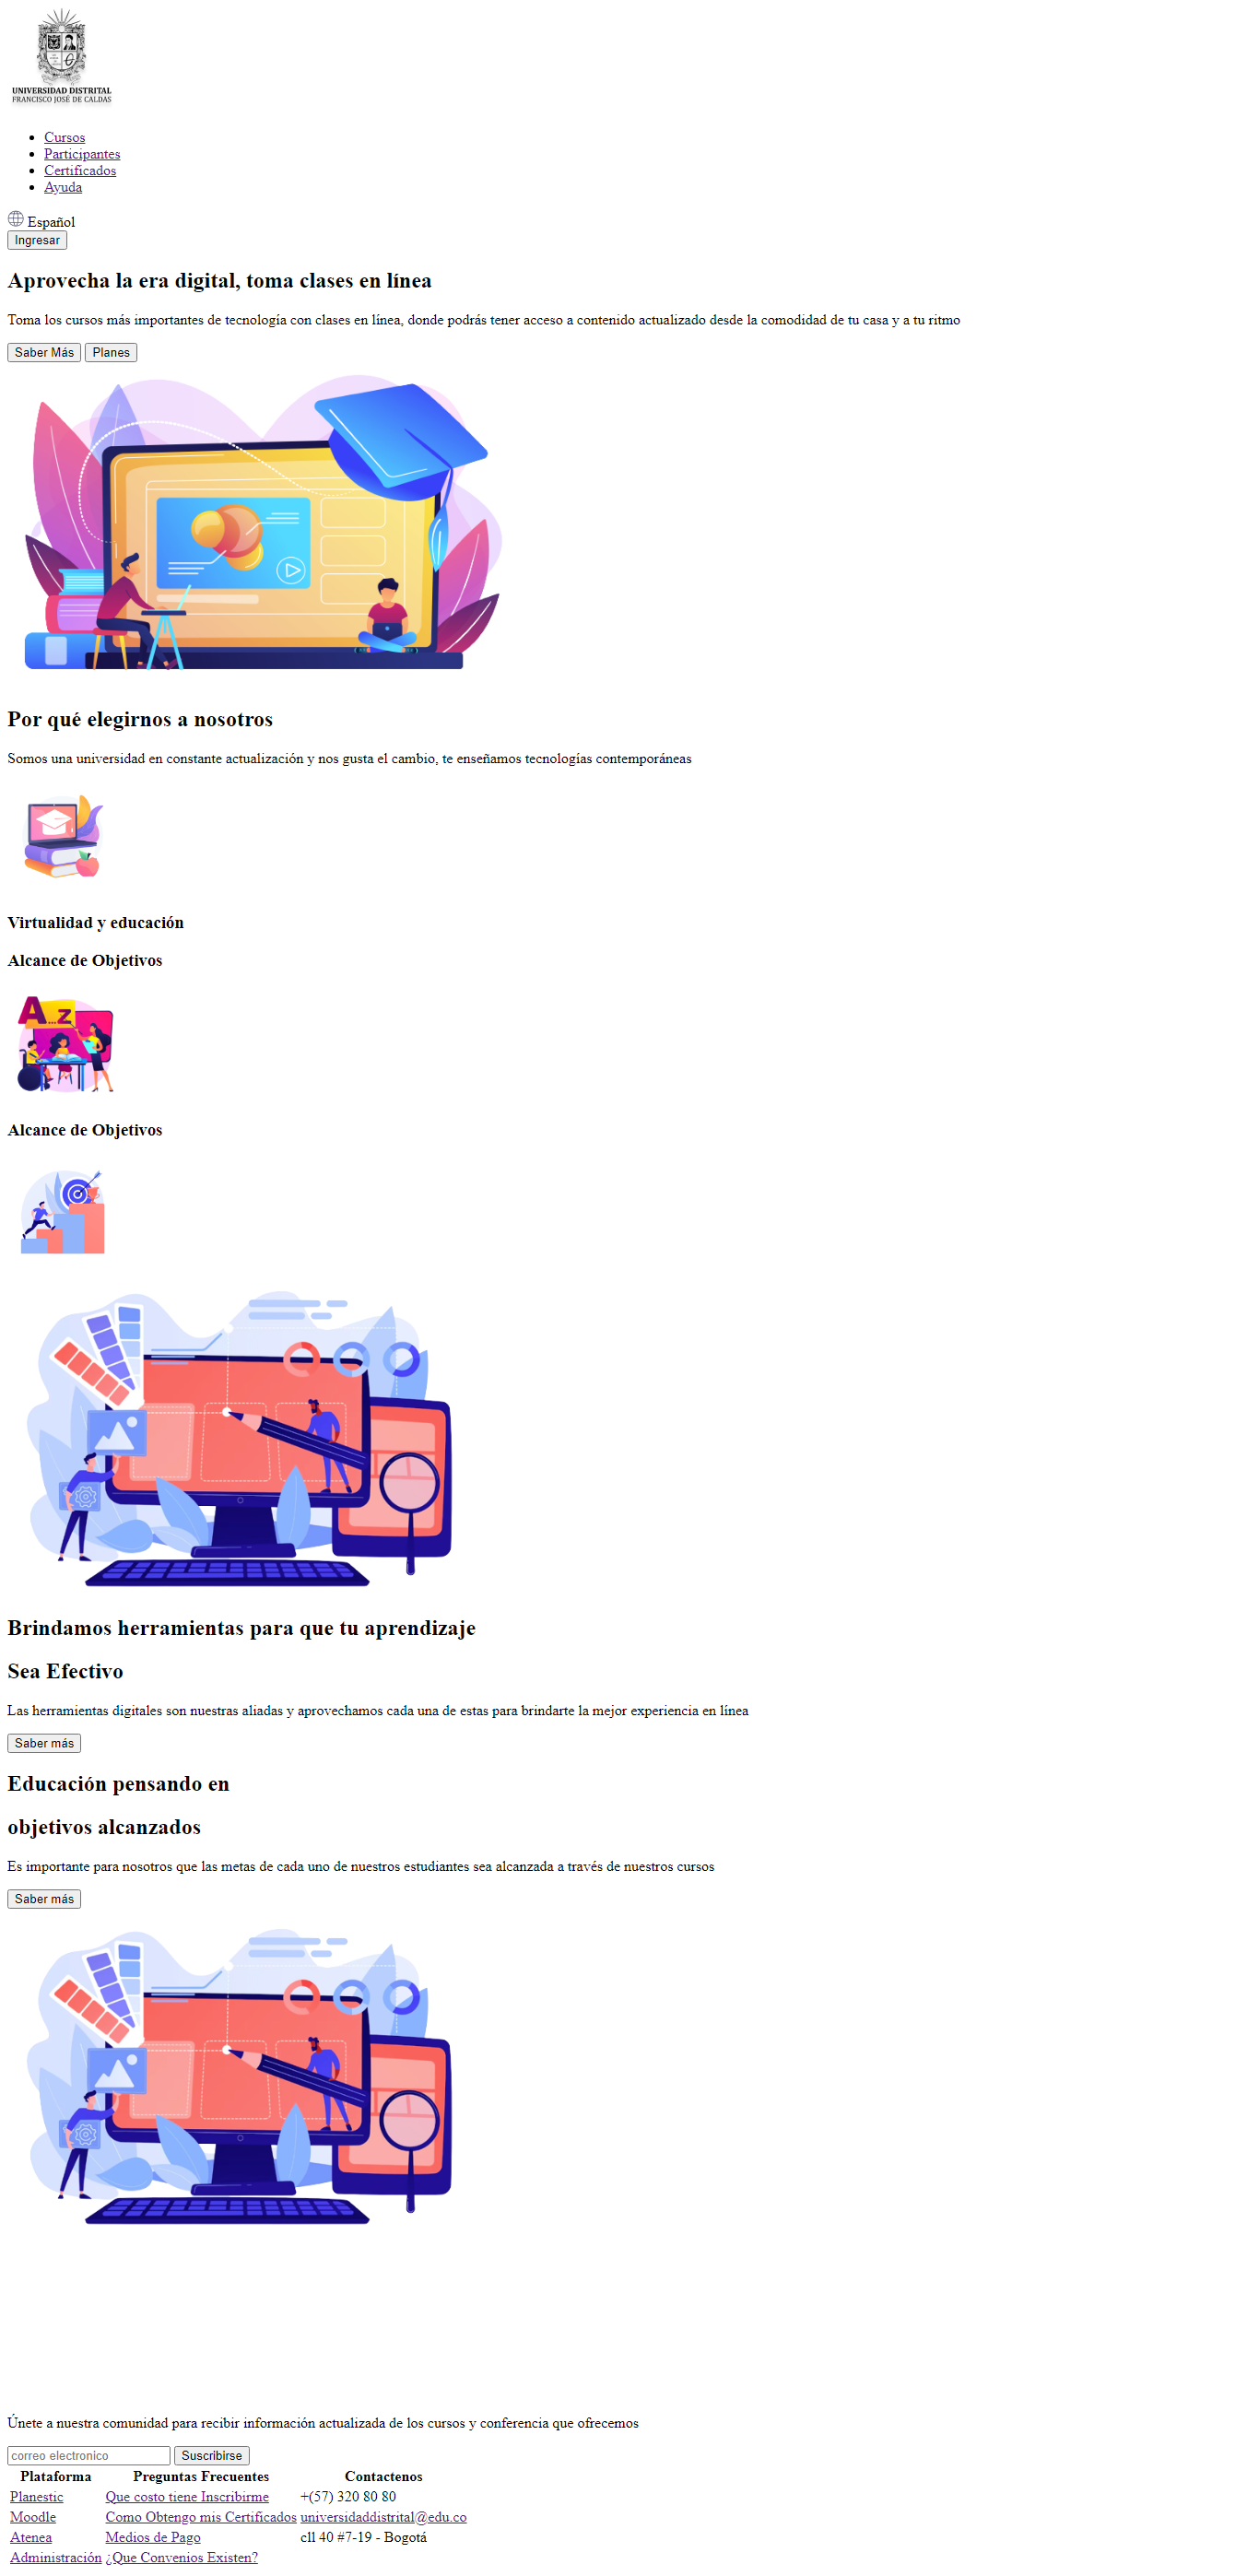 UNIVERSIDAD DISTRITAL
FRANCISCO JOSÉ DE CALDAS
Cursos
Participantes
Certificados
Ayuda
Español
Ingresar
Aprovecha la era digital, toma clases en línea
Toma los cursos más importantes de tecnología con clases en línea, donde podrás tener acceso a contenido actualizado desde la comodidad de tu casa y a tu ritmo
Saber Más Planes
Por qué elegirnos a nosotros
Somos una universidad en constante actualización y nos gusta el cambio, te enseñamos tecnologías contemporáneas
Virtualidad y educación
Alcance de Objetivos
A...z
Alcance de Objetivos
Brindamos herramientas para que tu aprendizaje
Sea Efectivo
Las herramientas digitales son nuestras aliadas y aprovechamos cada una de estas para brindarte la mejor experiencia en línea
Saber más
Educación pensando en
objetivos alcanzados
Es importante para nosotros que las metas de cada uno de nuestros estudiantes sea alcanzada a través de nuestros cursos
Saber más
Únete a nuestra comunidad para recibir información actualizada de los cursos y conferencia que ofrecemos
correo electronico Suscribirse
Plataforma Preguntas Frecuentes Contactenos
Planestic Que costo tiene Inscribirme +(57) 320 80 80
Moodle Como Obtengo mis Certificados universidaddistrital@edu.co
Atenea Medios de Pago cll 40 #7-19 - Bogotá
Administración ¿Que Convenios Existen?